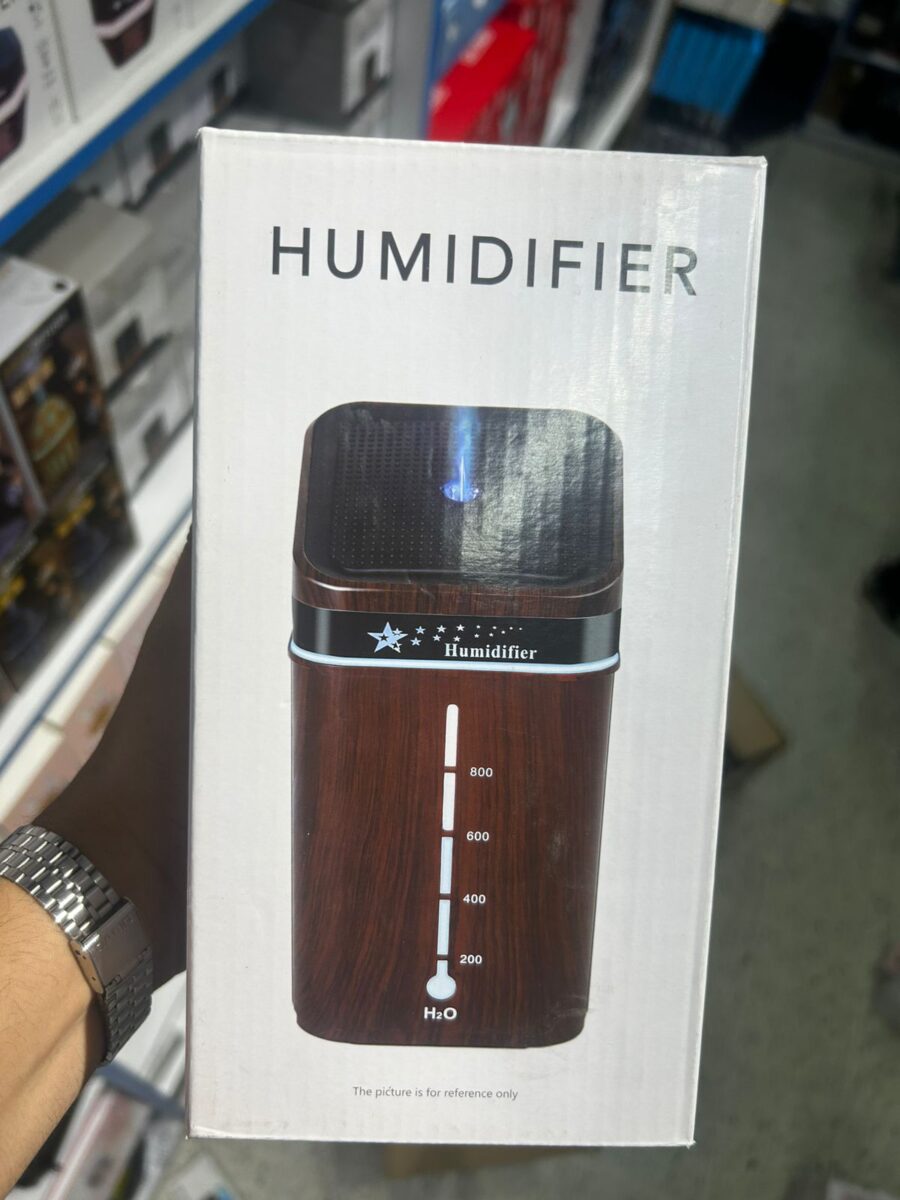 HUMIDIFIER
Humidifier
800
600
400
200
H₂O
The picture is for reference only